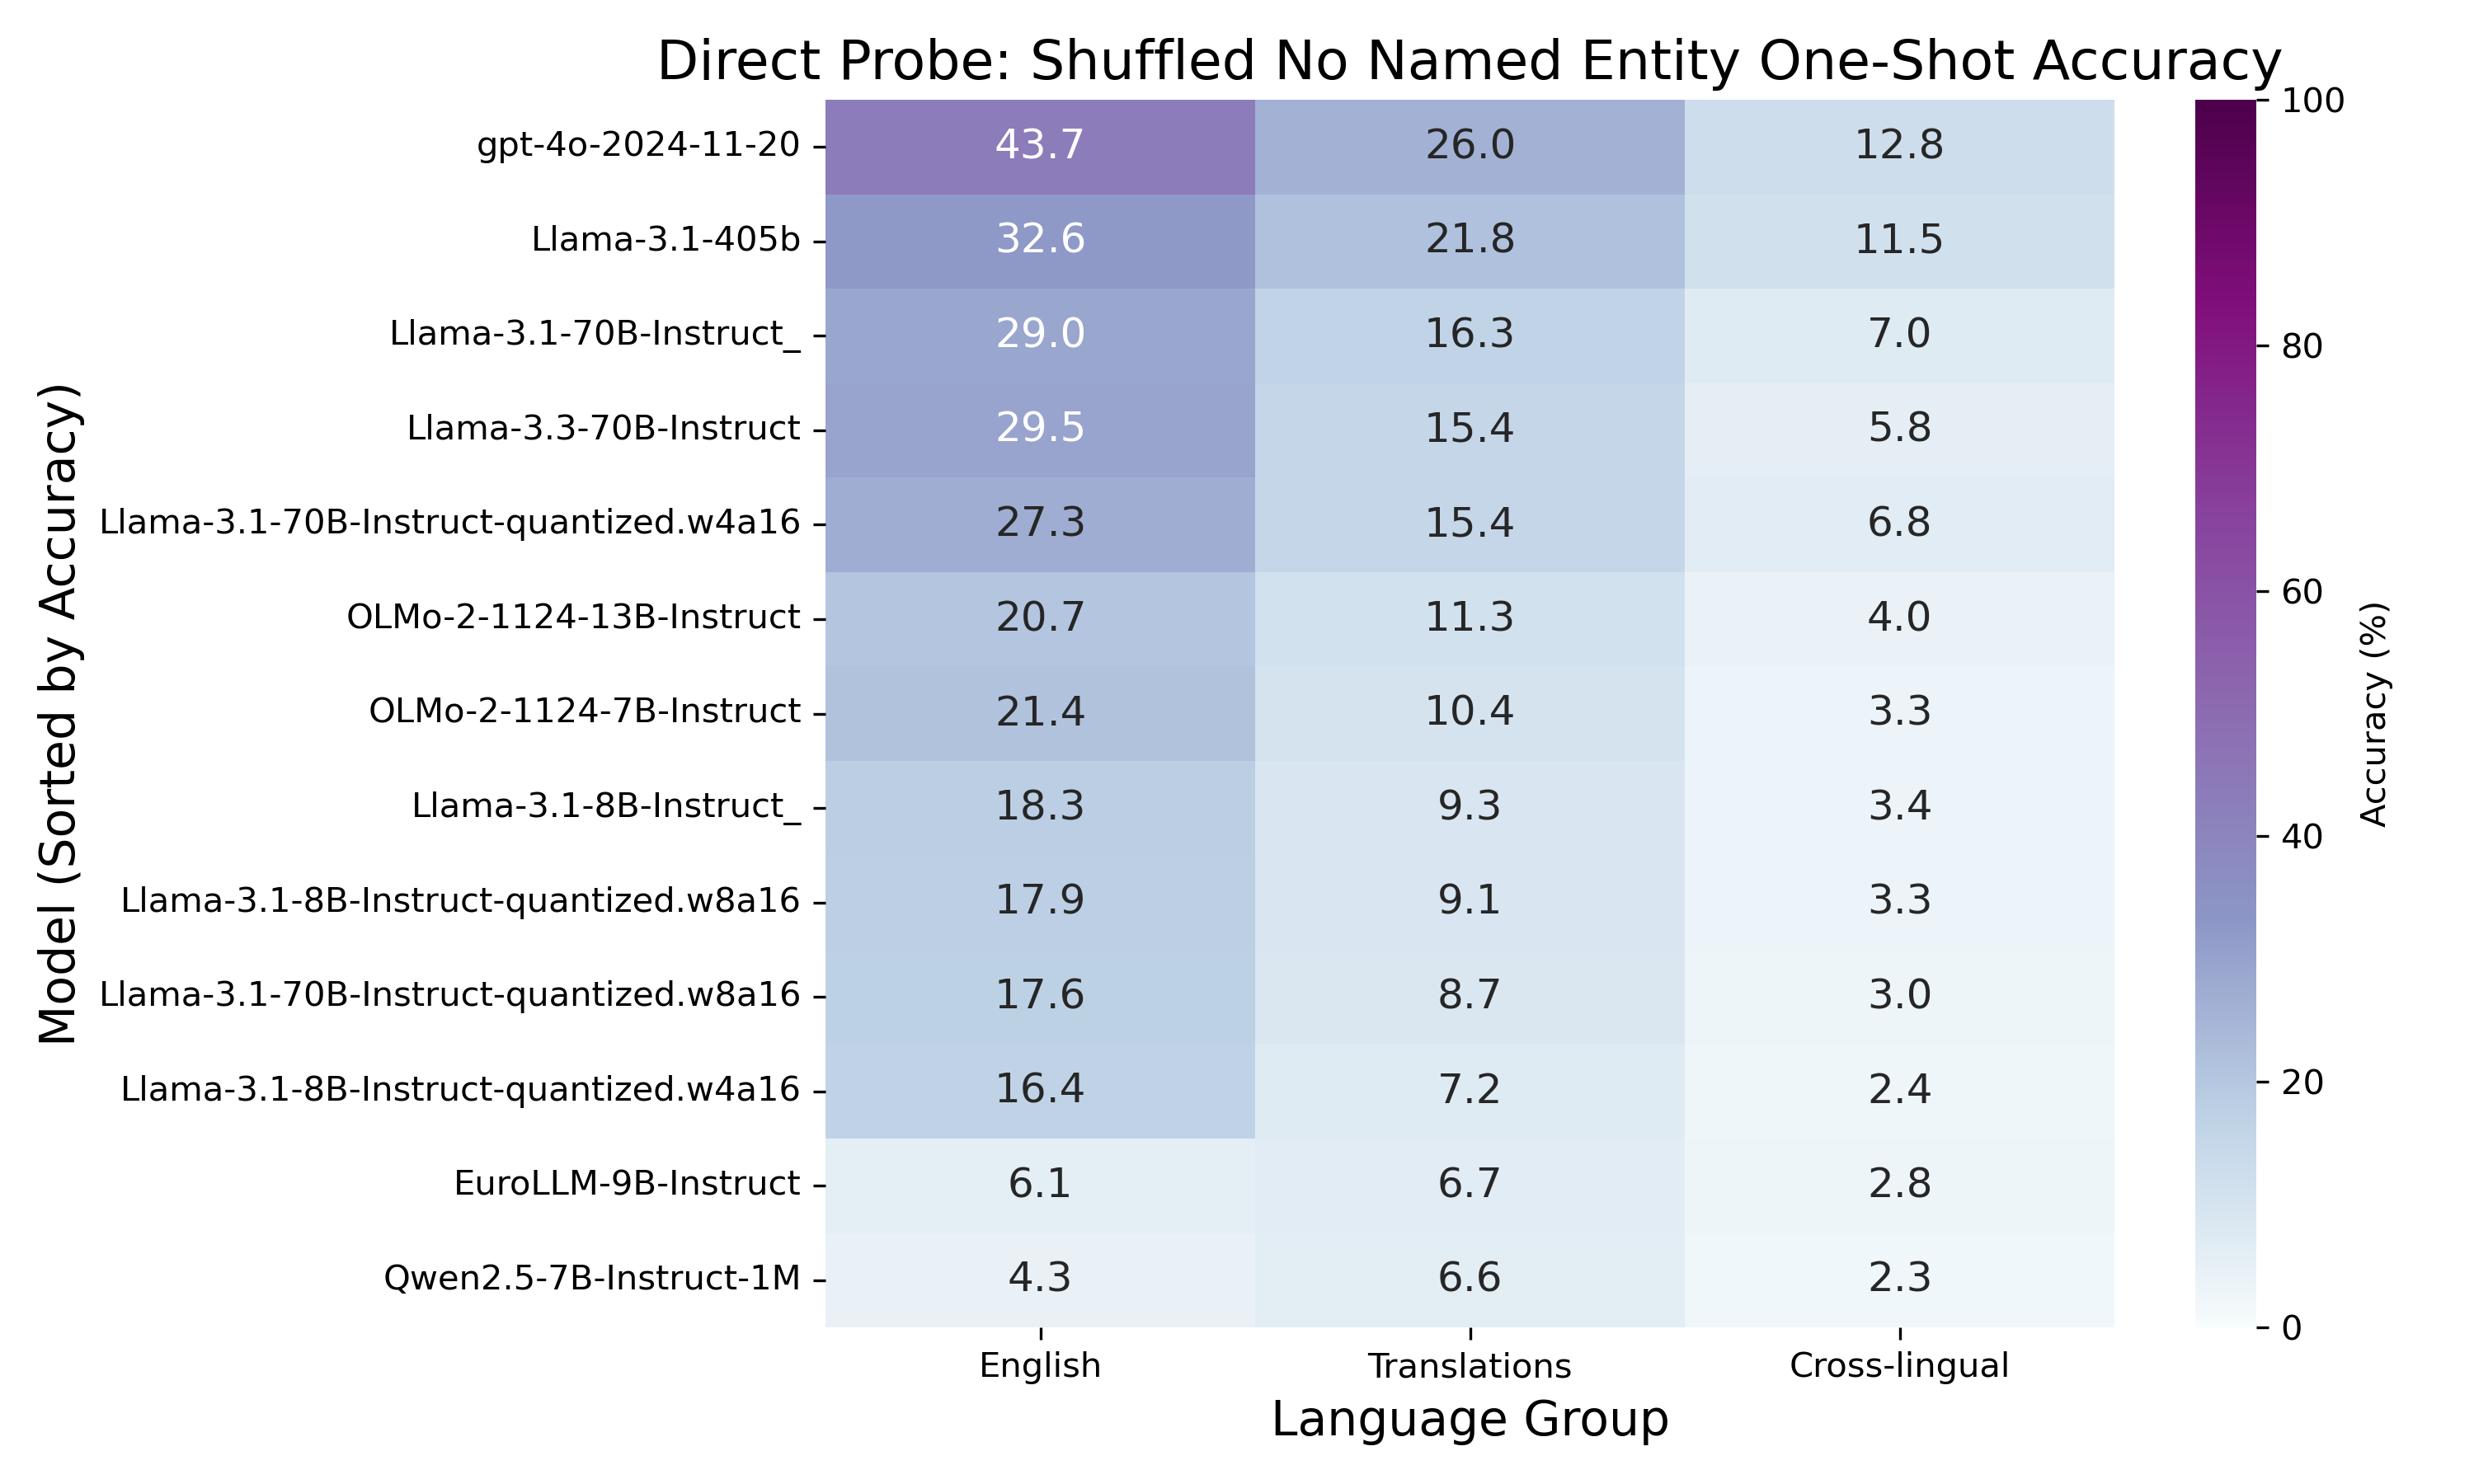 Direct Probe: Shuffled No Named Entity One-Shot Accuracy
Model (Sorted by Accuracy)
gpt-4o-2024-11-20 43.7 26.0 12.8
Llama-3.1-405b 32.6 21.8 11.5
Llama-3.1-70B-Instruct_ 29.0 16.3 7.0
Llama-3.3-70B-Instruct 29.5 15.4 5.8
Llama-3.1-70B-Instruct-quantized.w4a16 27.3 15.4 6.8
OLMo-2-1124-13B-Instruct 20.7 11.3 4.0
OLMo-2-1124-7B-Instruct 21.4 10.4 3.3
Llama-3.1-8B-Instruct_ 18.3 9.3 3.4
Llama-3.1-8B-Instruct-quantized.w8a16 17.9 9.1 3.3
Llama-3.1-70B-Instruct-quantized.w8a16 17.6 8.7 3.0
Llama-3.1-8B-Instruct-quantized.w4a16 16.4 7.2 2.4
EuroLLM-9B-Instruct 6.1 6.7 2.8
Qwen2.5-7B-Instruct-1M 4.3 6.6 2.3
English Translations Cross-lingual
Language Group
100
80
60
40
20
0
Accuracy (%)